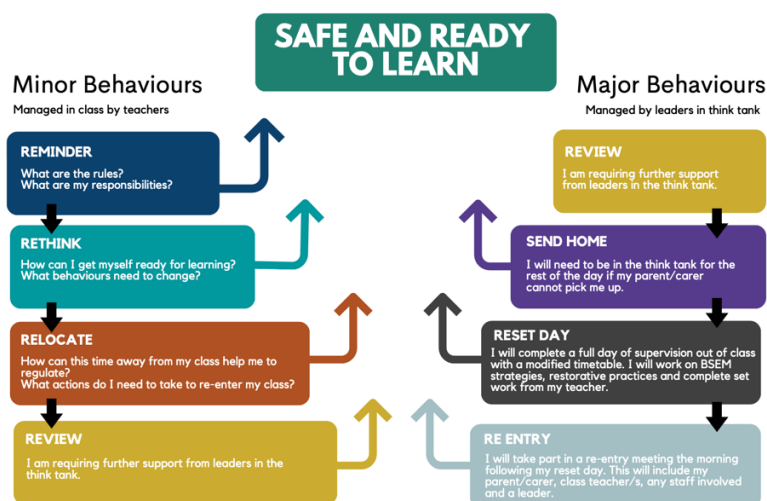 SAFE AND READY
TO LEARN
Minor Behaviours
Managed in class by teachers
REMINDER
What are the rules?
What are my responsibilities?
RETHINK
How can I get myself ready for learning?
What behaviours need to change?
RELOCATE
How can this time away from my class help me to
regulate?
What actions do I need to take to re-enter my class?
REVIEW
I am requiring further support from leaders in the
think tank.
Major Behaviours
Managed by leaders in think tank
REVIEW
I am requiring further support
from leaders in the think tank.
SEND HOME
I will need to be in the think tank for the
rest of the day if my parent/carer
cannot pick me up.
RESET DAY
I will complete a full day of supervision out of class
with a modified timetable. I will work on BSEM
strategies, restorative practices and complete set
work from my teacher.
RE ENTRY
I will take part in a re-entry meeting the morning
following my reset day. This will include my
parent/carer, class teacher/s, any staff involved
and a leader.